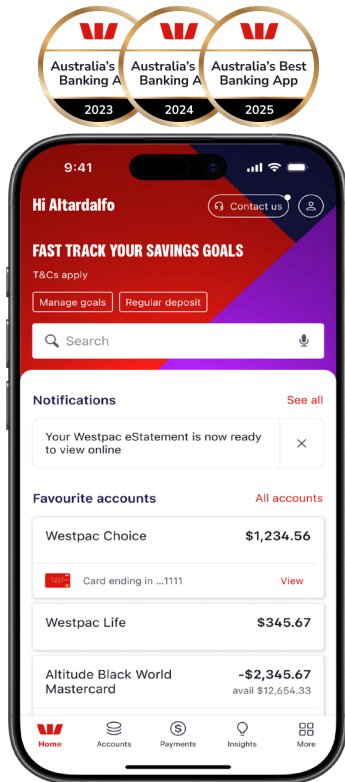 Australia's
Banking A
2023
Australia's
Banking A
2024
Australia's Best
Banking App
2025
9:41
Hi Altardalfo
Contact us
FAST TRACK YOUR SAVINGS GOALS
T&Cs apply
Manage goals
Regular deposit
Search
Notifications
See all
Your Westpac eStatement is now ready
to view online
Favourite accounts
All accounts
Westpac Choice
$1,234.56
Card ending in ...1111
View
Westpac Life
$345.67
Altitude Black World
Mastercard
-$2,345.67
avail $12,654.33
Home
Accounts
Payments
Insights
More